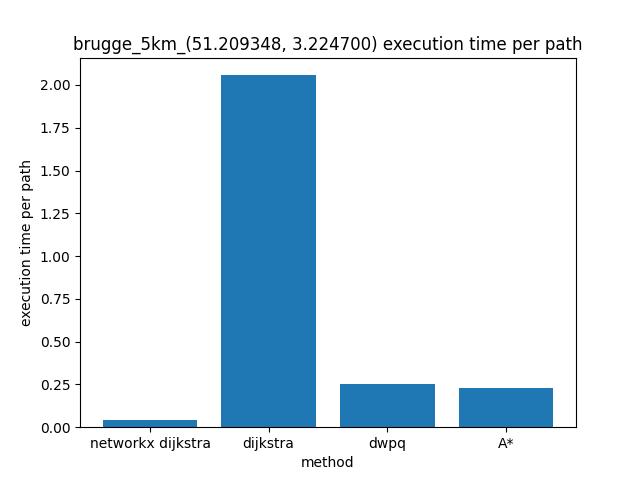 brugge_5km_(51.209348, 3.224700) execution time per path
2.00
1.75
1.50
1.25
1.00
0.75
0.50
0.25
0.00
execution time per path
networkx dijkstra
dijkstra
dwpq
A*
method